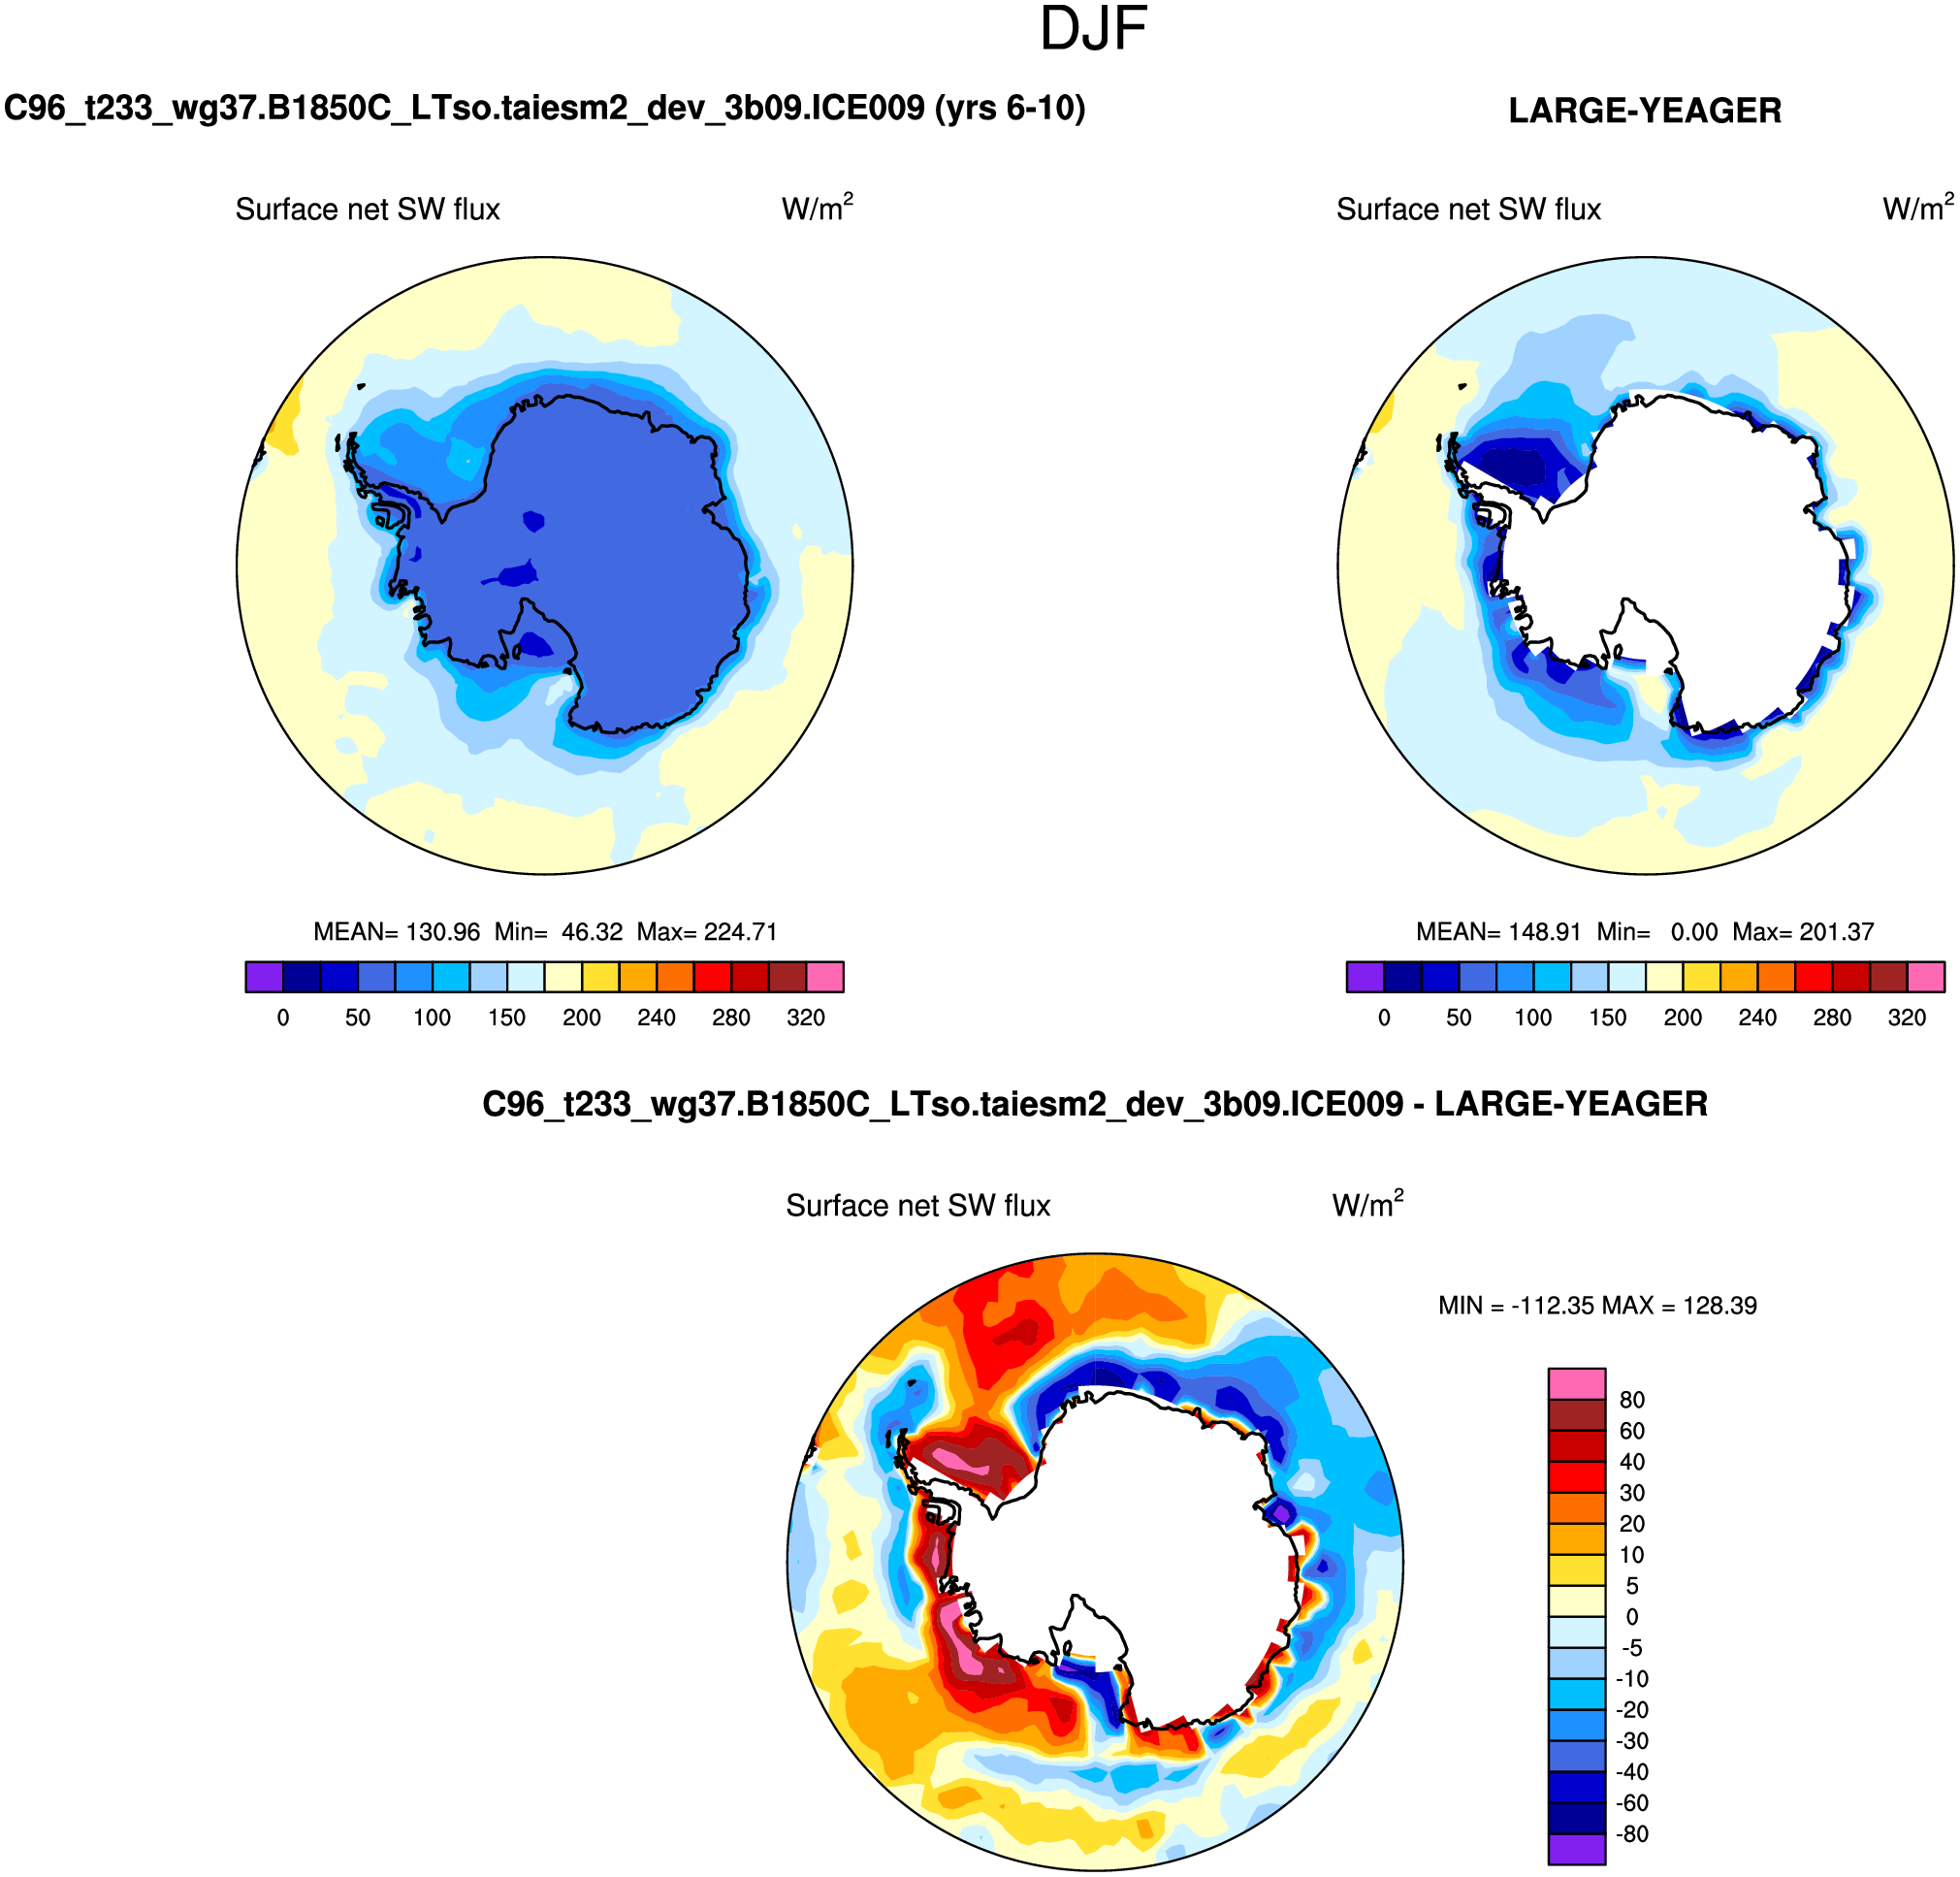 DJF
C96_t233_wg37.B1850C_LTso.taiesm2_dev_3b09.ICE009 (yrs 6-10)
LARGE-YEAGER
Surface net SW flux W/m²
Surface net SW flux W/m²
MEAN= 130.96 Min= 46.32 Max= 224.71
MEAN= 148.91 Min= 0.00 Max= 201.37
0 50 100 150 200 240 280 320
0 50 100 150 200 240 280 320
C96_t233_wg37.B1850C_LTso.taiesm2_dev_3b09.ICE009 - LARGE-YEAGER
Surface net SW flux W/m²
MIN = -112.35 MAX = 128.39
80
60
40
30
20
10
5
0
-5
-10
-20
-30
-40
-60
-80